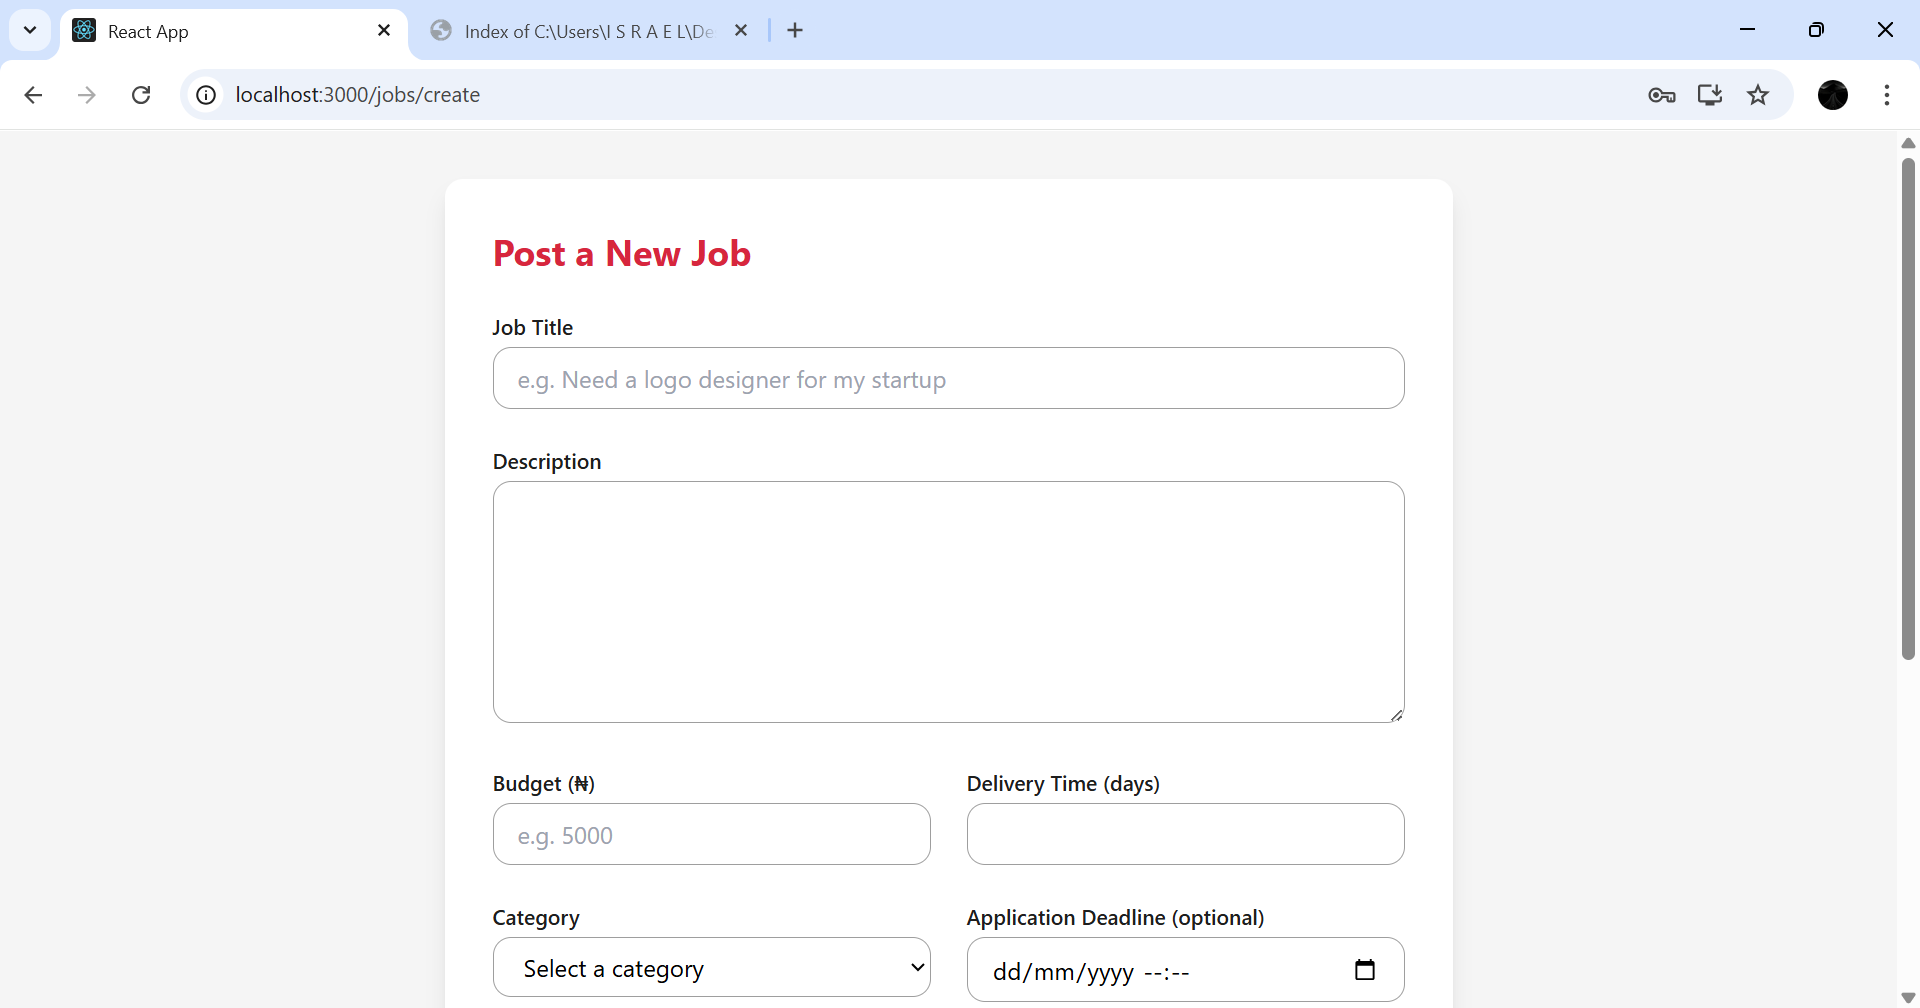 React App
Index of C:\Users\I S R A E L\De
localhost:3000/jobs/create
Post a New Job
Job Title
e.g. Need a logo designer for my startup
Description
Budget (₦)
Delivery Time (days)
e.g. 5000
Category
Application Deadline (optional)
Select a category
dd/mm/yyyy --:--